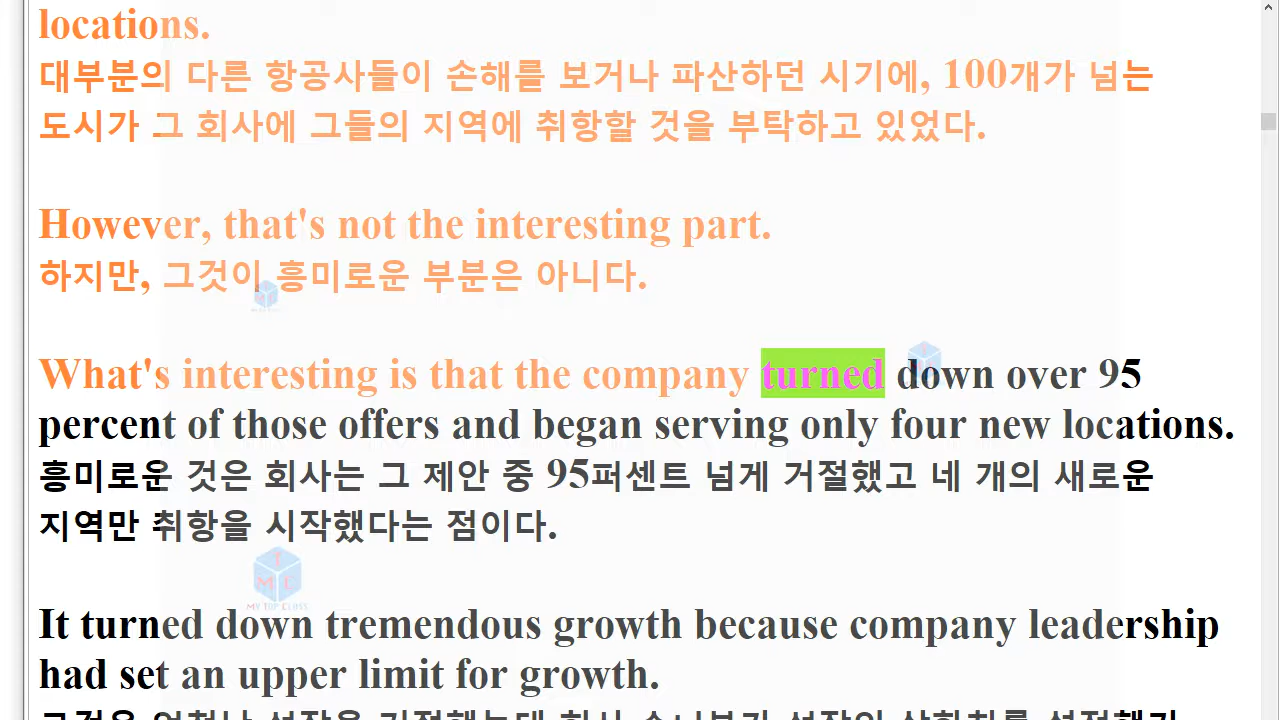 locations.
대부분의 다른 항공사들이 손해를 보거나 파산하던 시기에, 100개가 넘는
도시가 그 회사에 그들의 지역에 취항할 것을 부탁하고 있었다.
However, that's not the interesting part.
하지만, 그것이 흥미로운 부분은 아니다.
What's interesting is that the company turned down over 95
percent of those offers and began serving only four new locations.
흥미로운 것은 회사는 그 제안 중 95퍼센트 넘게 거절했고 네 개의 새로운
지역만 취항을 시작했다는 점이다.
T
M E
MY TOP CLASS
It turned down tremendous growth because company leadership
had set an upper limit for growth.